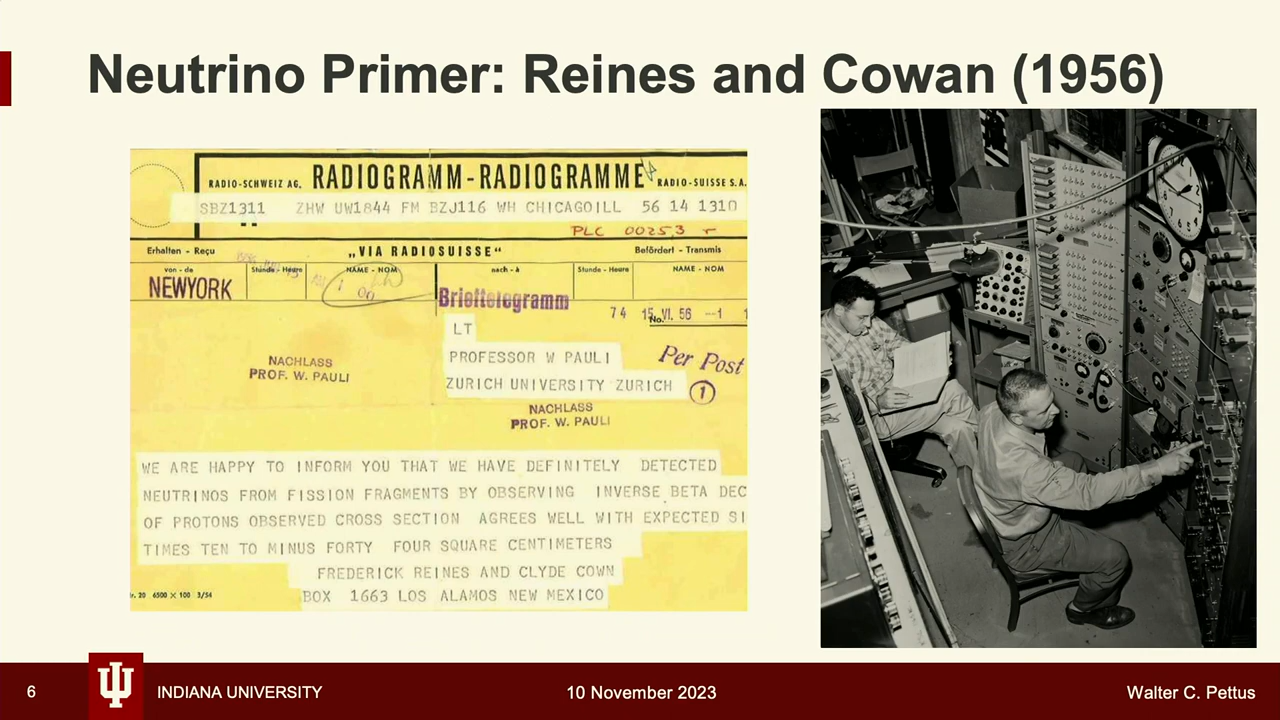 Neutrino Primer: Reines and Cowan (1956)
RADIO-SCHWEIZ AG. RADIOGRAMM-RADIOGRAMME RADIO-SUISSE S.A.
SBZ1311 ZHW UW1844 FM BZJ116 WH CHICAGOILL 56 14 1310
PLC 00253
Erhalten - Reçu „VIA RADIOSUISSE“ Befördert - Transmis
von - de Stunde - Heure NAME - NOM nach - à Stunde - Heure NAME - NOM
NEWYORK
Brieftelegramm
74 15.VI.56
LT
PROFESSOR W PAULI
Per Post
ZURICH UNIVERSITY ZURICH
1
NACHLASS
PROF. W. PAULI
NACHLASS
PROF. W. PAULI
WE ARE HAPPY TO INFORM YOU THAT WE HAVE DEFINITELY DETECTED
NEUTRINOS FROM FISSION FRAGMENTS BY OBSERVING INVERSE BETA DEC
OF PROTONS OBSERVED CROSS SECTION AGREES WELL WITH EXPECTED SI
TIMES TEN TO MINUS FORTY FOUR SQUARE CENTIMETERS
FREDERICK REINES AND CLYDE COWN
BOX 1663 LOS ALAMOS NEW MEXICO
20 6500 X 100 3/54
6
INDIANA UNIVERSITY
10 November 2023
Walter C. Pettus